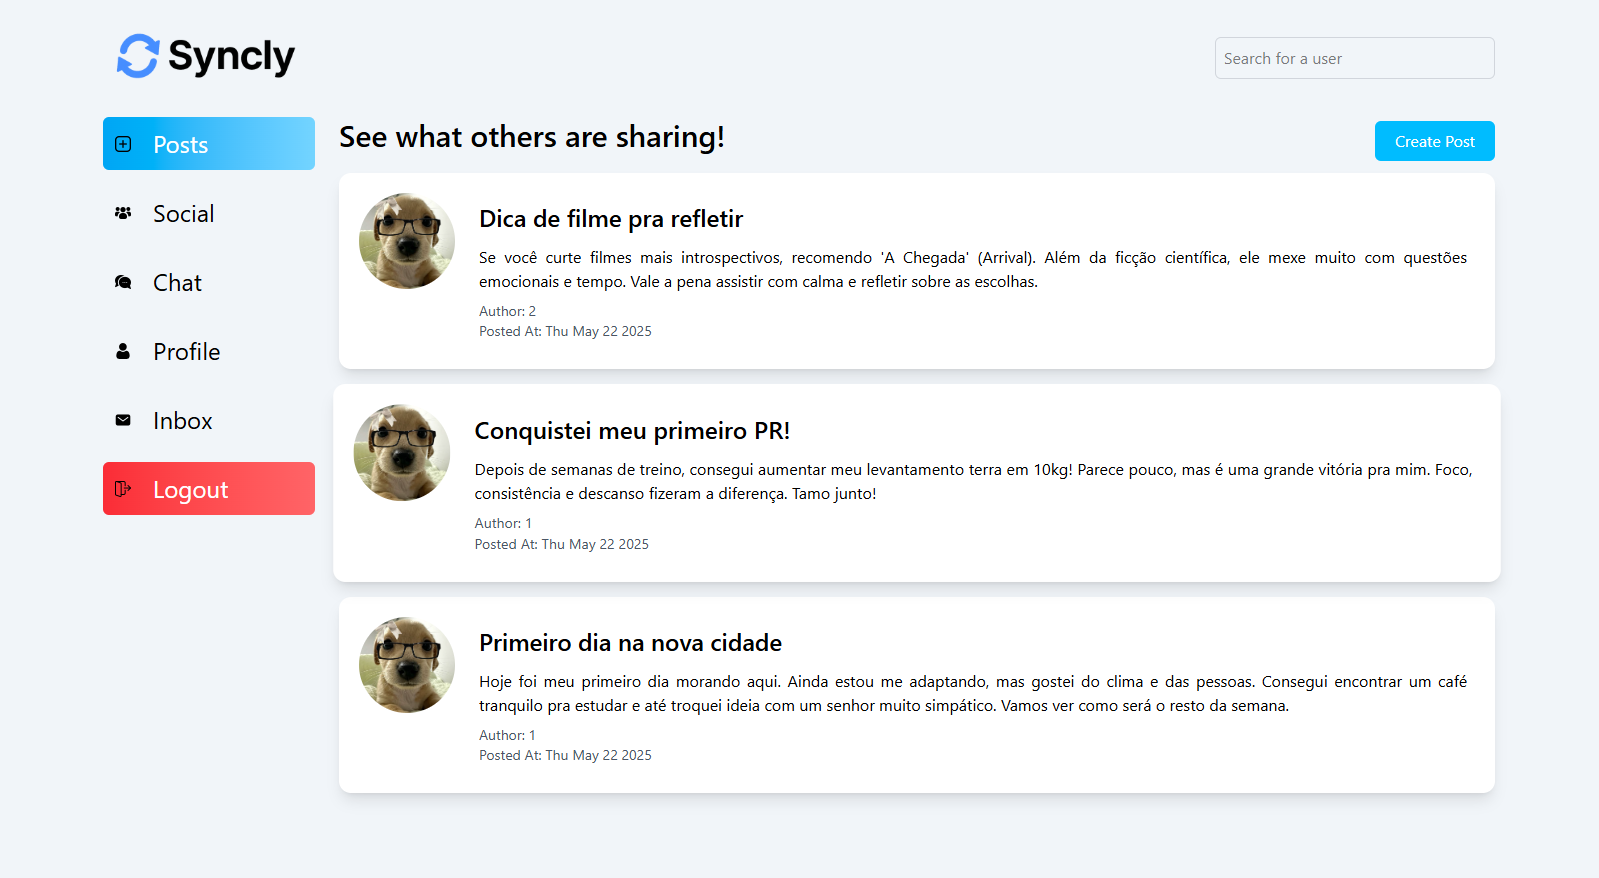 Syncly
Search for a user
Posts
Social
Chat
Profile
Inbox
Logout
See what others are sharing!
Create Post
Dica de filme pra refletir
Se você curte filmes mais introspectivos, recomendo 'A Chegada' (Arrival). Além da ficção científica, ele mexe muito com questões
emocionais e tempo. Vale a pena assistir com calma e refletir sobre as escolhas.
Author: 2
Posted At: Thu May 22 2025
Conquistei meu primeiro PR!
Depois de semanas de treino, consegui aumentar meu levantamento terra em 10kg! Parece pouco, mas é uma grande vitória pra mim. Foco,
consistência e descanso fizeram a diferença. Tamo junto!
Author: 1
Posted At: Thu May 22 2025
Primeiro dia na nova cidade
Hoje foi meu primeiro dia morando aqui. Ainda estou me adaptando, mas gostei do clima e das pessoas. Consegui encontrar um café
tranquilo pra estudar e até troquei ideia com um senhor muito simpático. Vamos ver como será o resto da semana.
Author: 1
Posted At: Thu May 22 2025